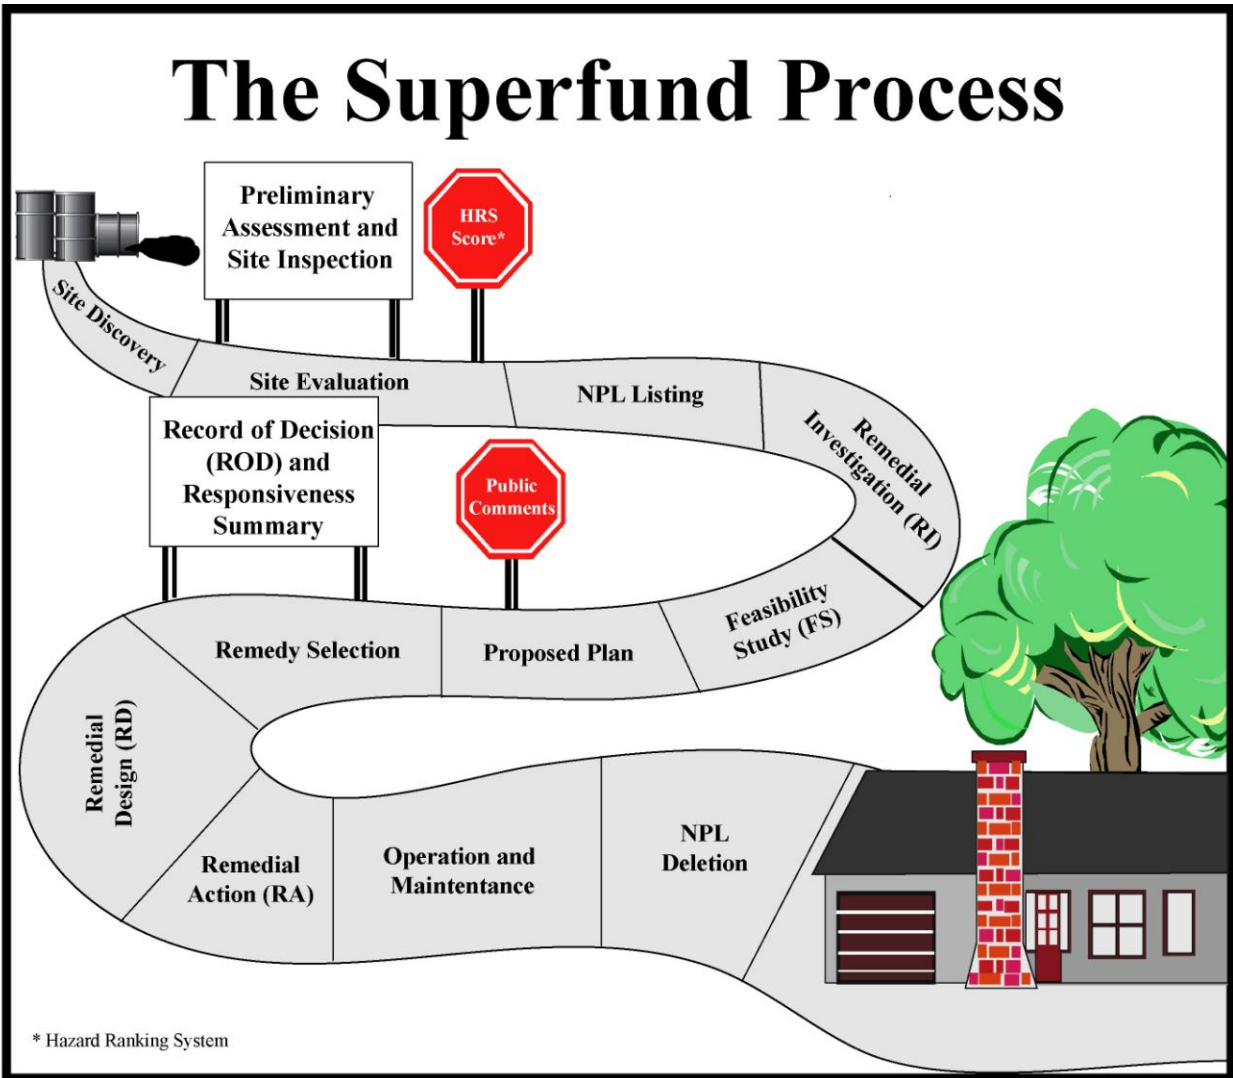 The Superfund Process
Preliminary
Assessment and
Site Inspection
HRS
Score*
Site Discovery
Site Evaluation
NPL Listing
Remedial
Investigation (RI)
Record of Decision
(ROD) and
Responsiveness
Summary
Public
Comments
Feasibility
Study (FS)
Proposed Plan
Remedy Selection
Remedial
Design (RD)
Remedial
Action (RA)
Operation and
Maintentance
NPL
Deletion
* Hazard Ranking System